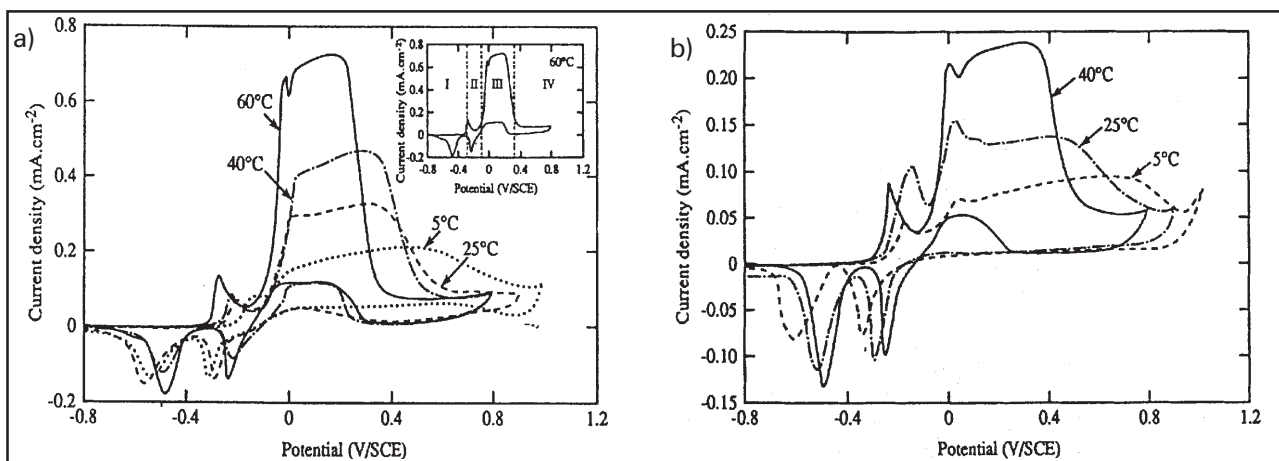 a)
Current density (mA.cm-2)
0.8
0.6
0.4
0.2
0
-0.2
-0.8
-0.4
0
0.4
0.8
1.2
Potential (V/SCE)
60°C
40°C
5°C
25°C
Current density (mA.cm-2)
0.8
0.6
0.4
0.2
0
-0.2
60°C
I
II
III
IV
-0.8
-0.4
0
0.4
0.8
1.2
Potential (V/SCE)
b)
Current density (mA.cm-2)
0.25
0.20
0.15
0.10
0.05
0
-0.05
-0.10
-0.15
-0.8
-0.4
0
0.4
0.8
1.2
Potential (V/SCE)
40°C
25°C
5°C